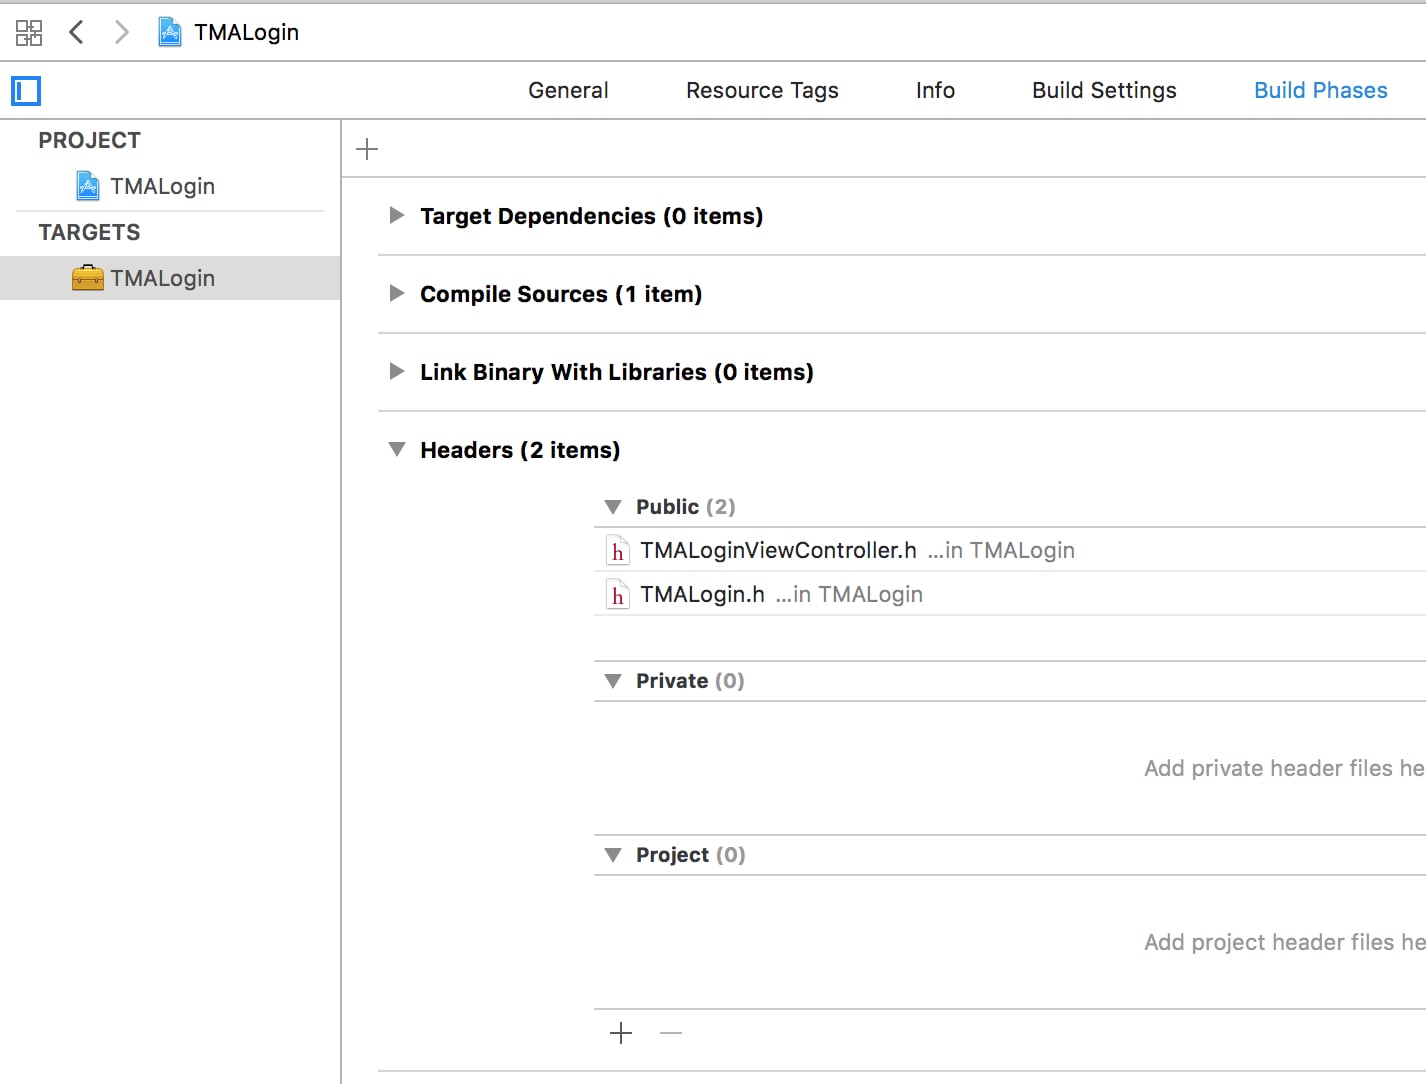 TMALogin
General Resource Tags Info Build Settings Build Phases
PROJECT
TMALogin
TARGETS
TMALogin
Target Dependencies (0 items)
Compile Sources (1 item)
Link Binary With Libraries (0 items)
Headers (2 items)
Public (2)
h TMALoginViewController.h ...in TMALogin
h TMALogin.h ...in TMALogin
Private (0)
Add private header files he
Project (0)
Add project header files he